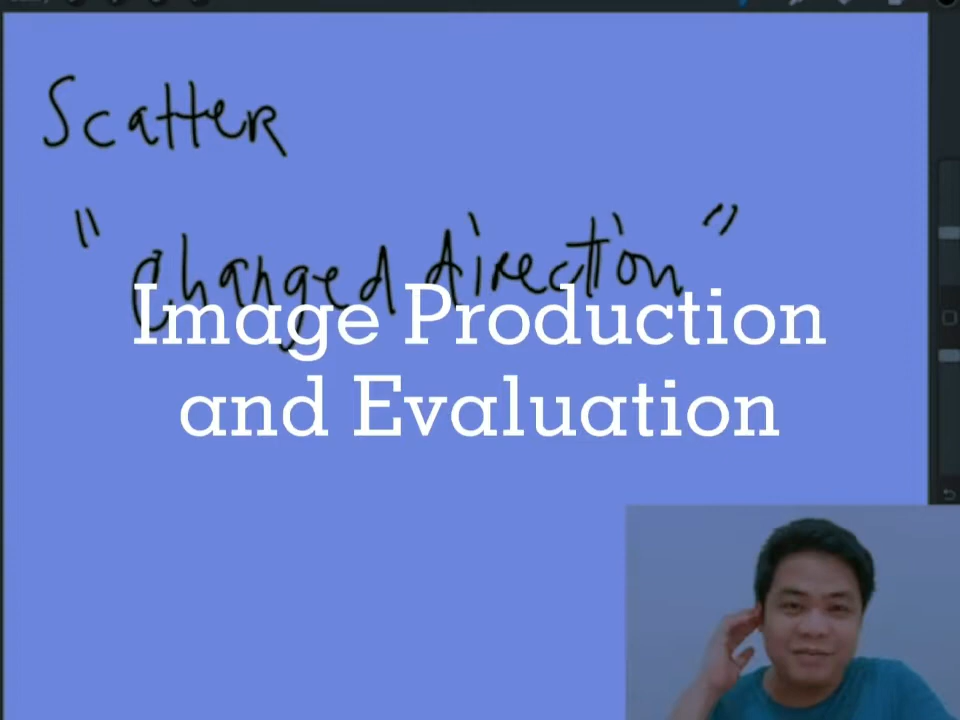 Scatter
"Changed direction"
Image Production
and Evaluation